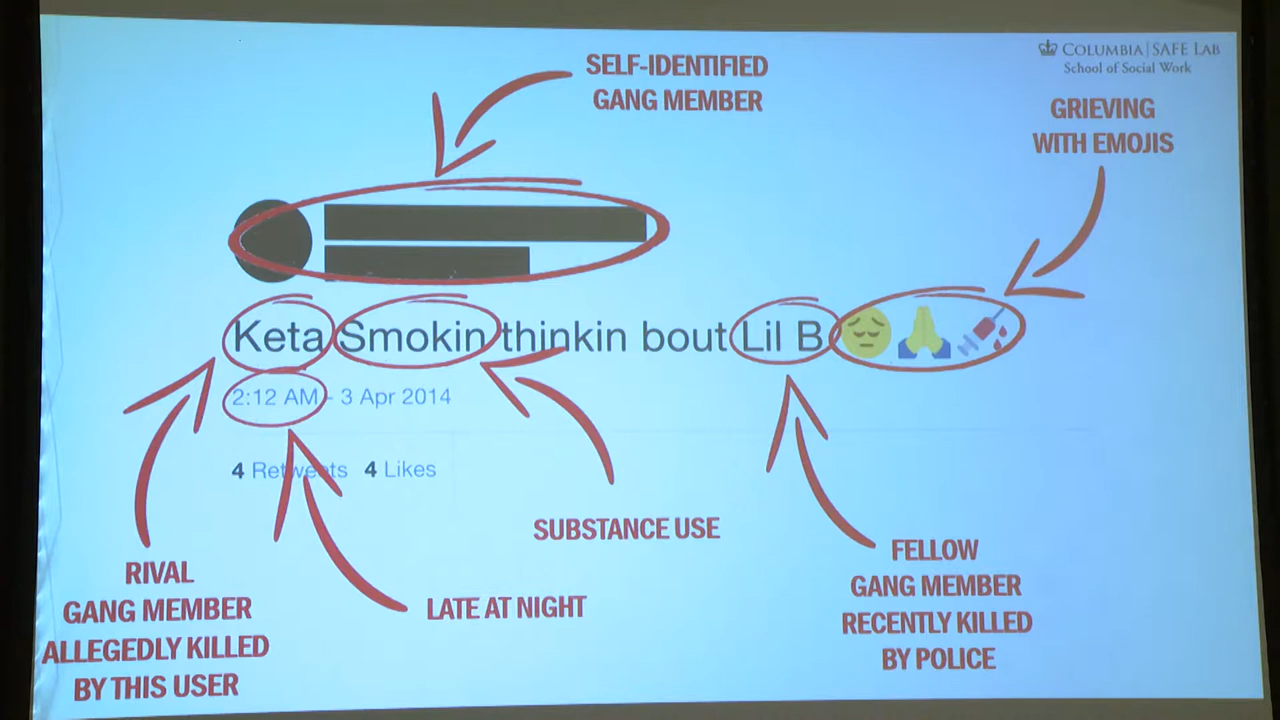 COLUMBIA | SAFE LAB
School of Social Work
SELF-IDENTIFIED
GANG MEMBER
GRIEVING
WITH EMOJIS
Keta Smokin thinkin bout Lil B 😔🙏💉
2:12 AM - 3 Apr 2014
4 Retweets 4 Likes
SUBSTANCE USE
RIVAL
GANG MEMBER
ALLEGEDLY KILLED
BY THIS USER
LATE AT NIGHT
FELLOW
GANG MEMBER
RECENTLY KILLED
BY POLICE